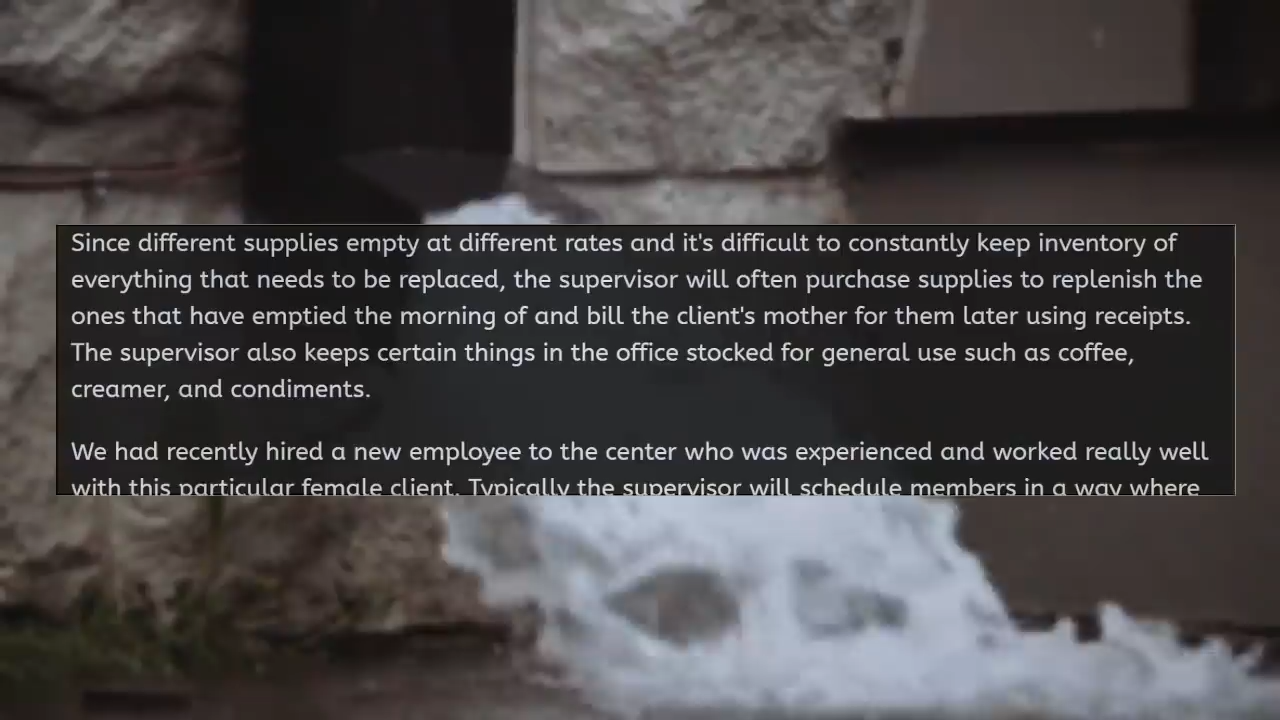 Since different supplies empty at different rates and it's difficult to constantly keep inventory of
everything that needs to be replaced, the supervisor will often purchase supplies to replenish the
ones that have emptied the morning of and bill the client's mother for them later using receipts.
The supervisor also keeps certain things in the office stocked for general use such as coffee,
creamer, and condiments.
We had recently hired a new employee to the center who was experienced and worked really well
with this particular female client. Typically the supervisor will schedule members in a way where